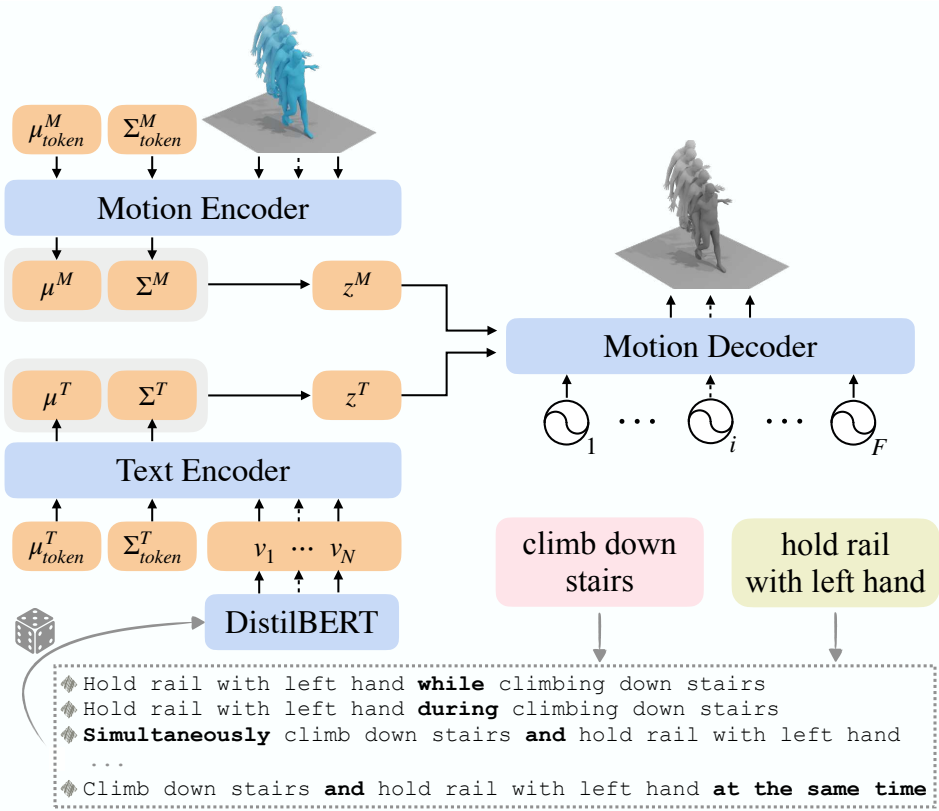 μ^M_token Σ^M_token
Motion Encoder
μ^M Σ^M z^M
Motion Decoder
μ^T Σ^T z^T
1 ... i ... F
Text Encoder
μ^T_token Σ^T_token v_1 ... v_N
climb down
stairs
hold rail
with left hand
DistilBERT
Hold rail with left hand while climbing down stairs
Hold rail with left hand during climbing down stairs
Simultaneously climb down stairs and hold rail with left hand
...
Climb down stairs and hold rail with left hand at the same time